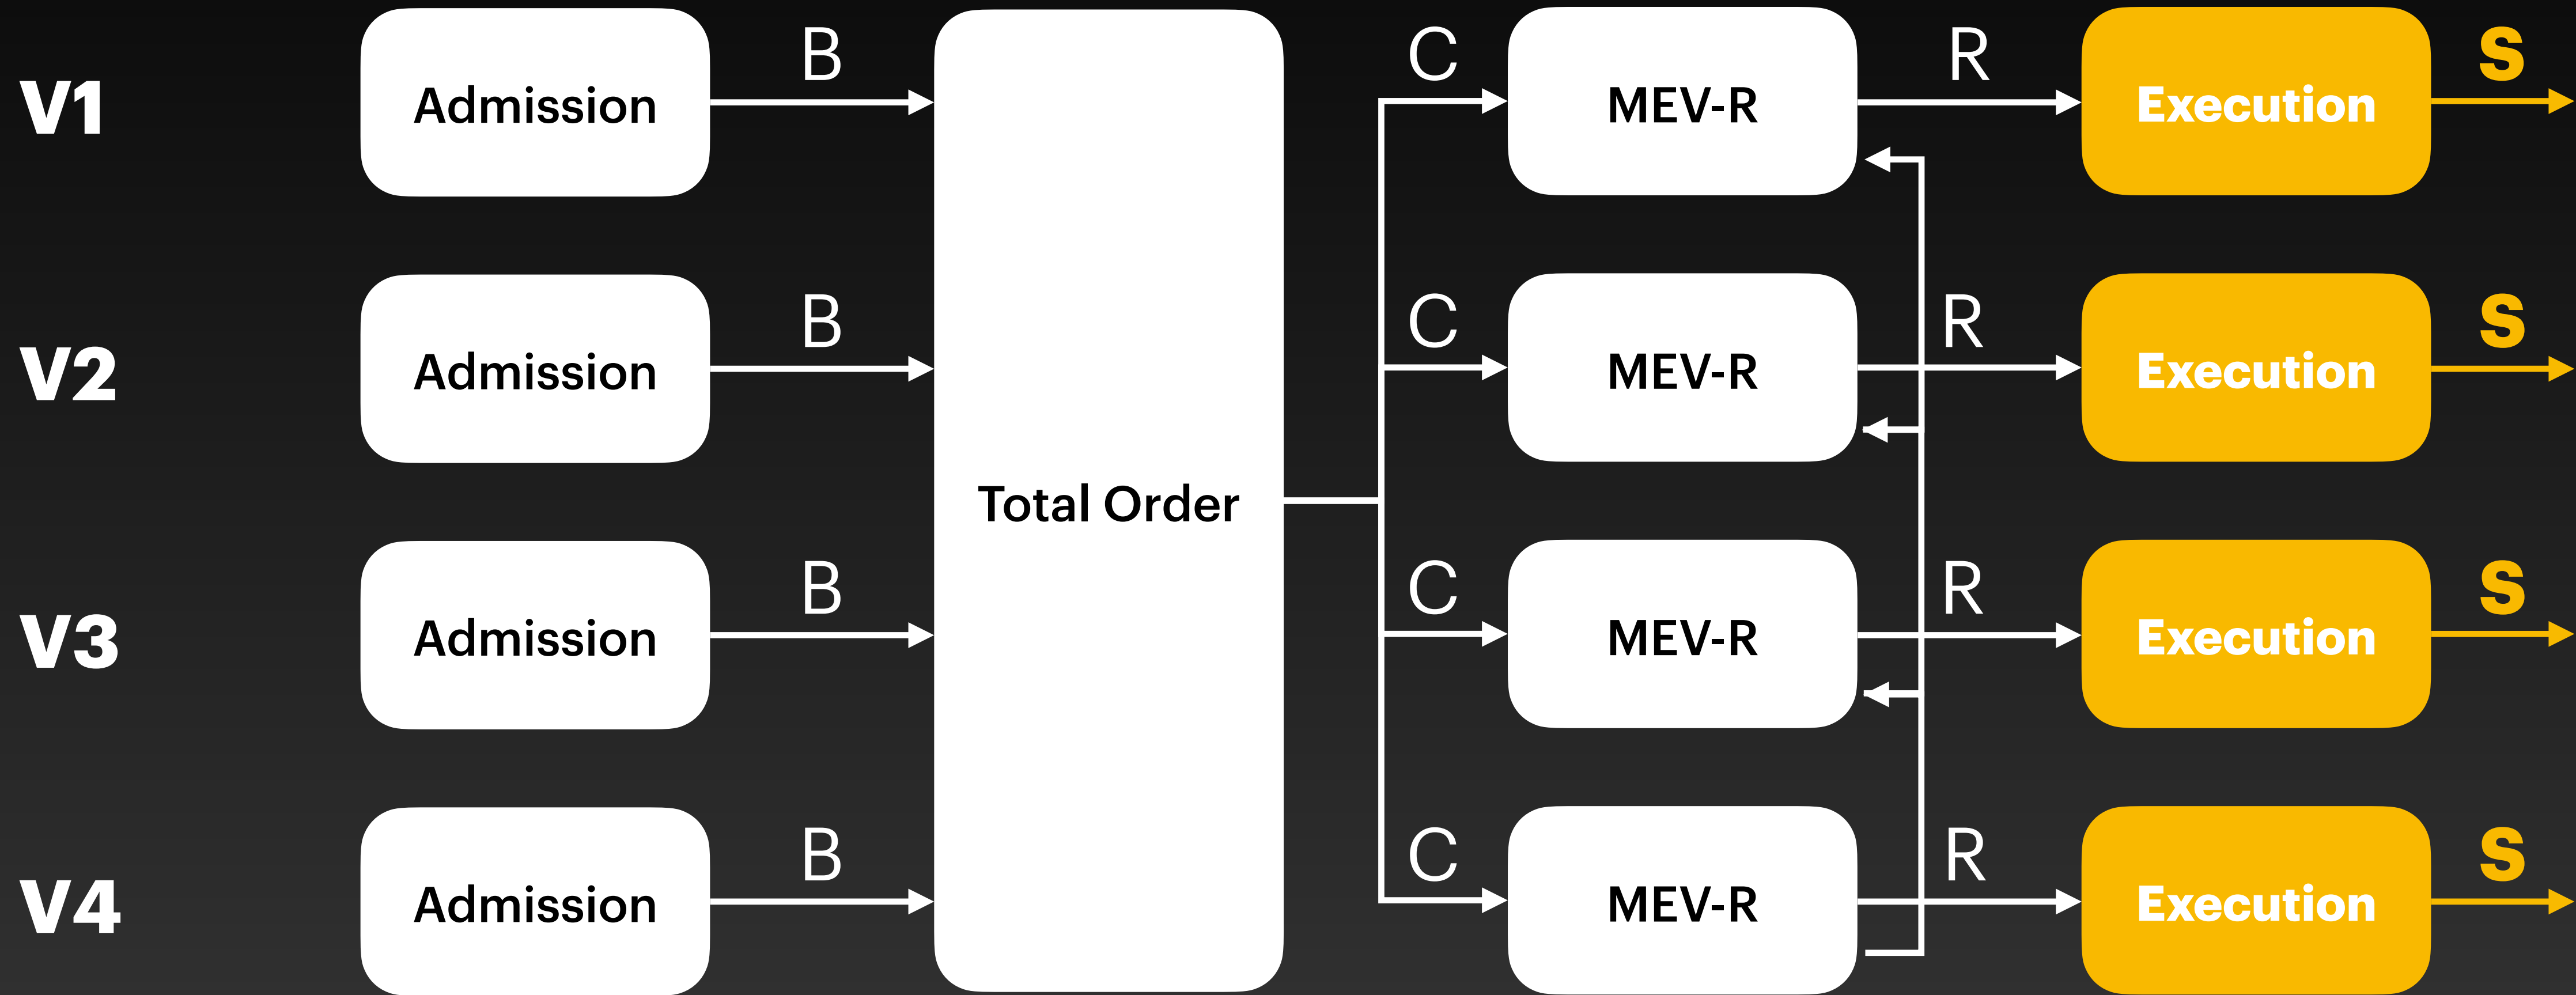 V1
Admission
B
C
MEV-R
R
Execution
S
V2
Admission
B
C
MEV-R
R
Execution
S
Total Order
V3
Admission
B
C
MEV-R
R
Execution
S
V4
Admission
B
C
MEV-R
R
Execution
S